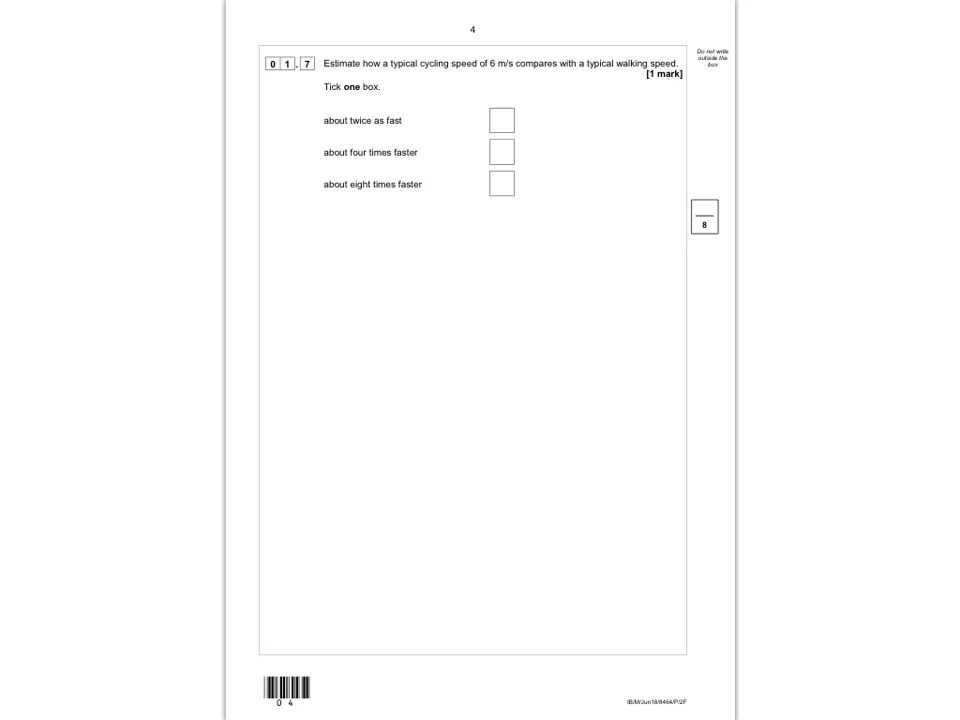 4
Do not write
outside the
box
0 1 . 7 Estimate how a typical cycling speed of 6 m/s compares with a typical walking speed.
[1 mark]
Tick one box.
about twice as fast
about four times faster
about eight times faster
8
0 4
IB/M/Jun18/8464/P/2F